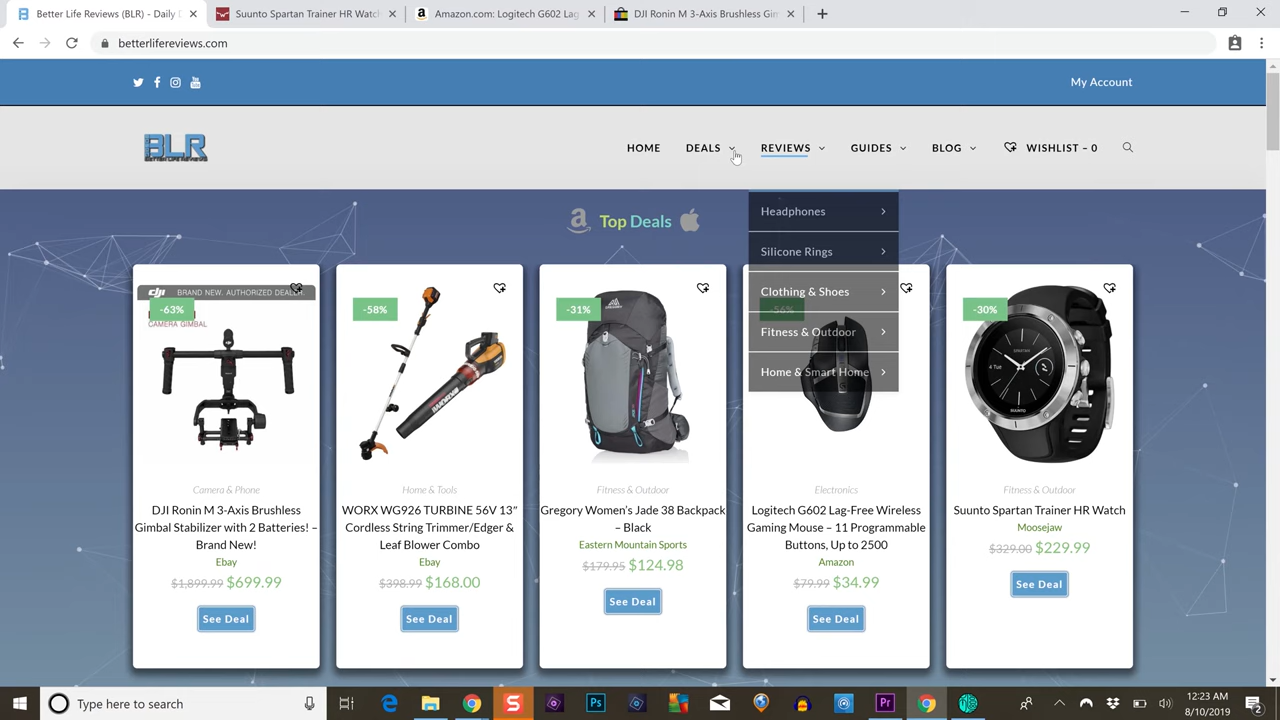 Better Life Reviews (BLR) - Daily D
Suunto Spartan Trainer HR Watch
Amazon.com: Logitech G602 Lag
DJI Ronin M 3-Axis Brushless Gim
betterlifereviews.com
My Account
BLR
BETTER LIFE REVIEWS
HOME
DEALS
REVIEWS
GUIDES
BLOG
WISHLIST – 0
Top Deals
Headphones
Silicone Rings
Clothing & Shoes
Fitness & Outdoor
Home & Smart Home
dji BRAND NEW. AUTHORIZED DEALER.
CAMERA GIMBAL
-63%
-58%
-31%
-56%
-30%
Camera & Phone
DJI Ronin M 3-Axis Brushless
Gimbal Stabilizer with 2 Batteries! –
Brand New!
Ebay
$1,899.99 $699.99
See Deal
Home & Tools
WORX WG926 TURBINE 56V 13″
Cordless String Trimmer/Edger &
Leaf Blower Combo
Ebay
$398.99 $168.00
See Deal
Fitness & Outdoor
Gregory Women's Jade 38 Backpack
– Black
Eastern Mountain Sports
$179.95 $124.98
See Deal
Electronics
Logitech G602 Lag-Free Wireless
Gaming Mouse – 11 Programmable
Buttons, Up to 2500
Amazon
$79.99 $34.99
See Deal
Fitness & Outdoor
Suunto Spartan Trainer HR Watch
Moosejaw
$329.00 $229.99
See Deal
Type here to search
12:23 AM
8/10/2019
2